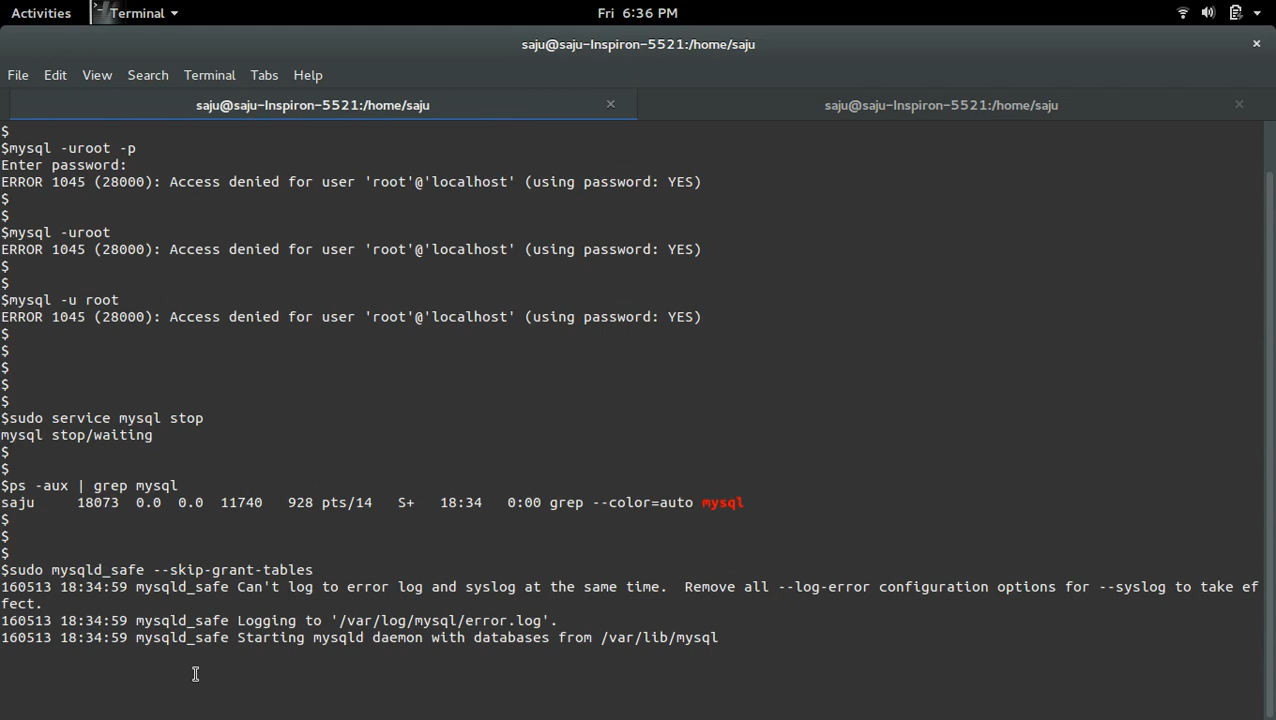 Activities Terminal Fri 6:36 PM
saju@saju-Inspiron-5521:/home/saju ×
File Edit View Search Terminal Tabs Help
saju@saju-Inspiron-5521:/home/saju × saju@saju-Inspiron-5521:/home/saju ×
$
$mysql -uroot -p
Enter password:
ERROR 1045 (28000): Access denied for user 'root'@'localhost' (using password: YES)
$
$
$mysql -uroot
ERROR 1045 (28000): Access denied for user 'root'@'localhost' (using password: YES)
$
$
$mysql -u root
ERROR 1045 (28000): Access denied for user 'root'@'localhost' (using password: YES)
$
$
$
$
$
$sudo service mysql stop
mysql stop/waiting
$
$
$ps -aux | grep mysql
saju     18073  0.0  0.0  11740   928 pts/14   S+   18:34   0:00 grep --color=auto mysql
$
$
$
$sudo mysqld_safe --skip-grant-tables
160513 18:34:59 mysqld_safe Can't log to error log and syslog at the same time.  Remove all --log-error configuration options for --syslog to take ef
fect.
160513 18:34:59 mysqld_safe Logging to '/var/log/mysql/error.log'.
160513 18:34:59 mysqld_safe Starting mysqld daemon with databases from /var/lib/mysql